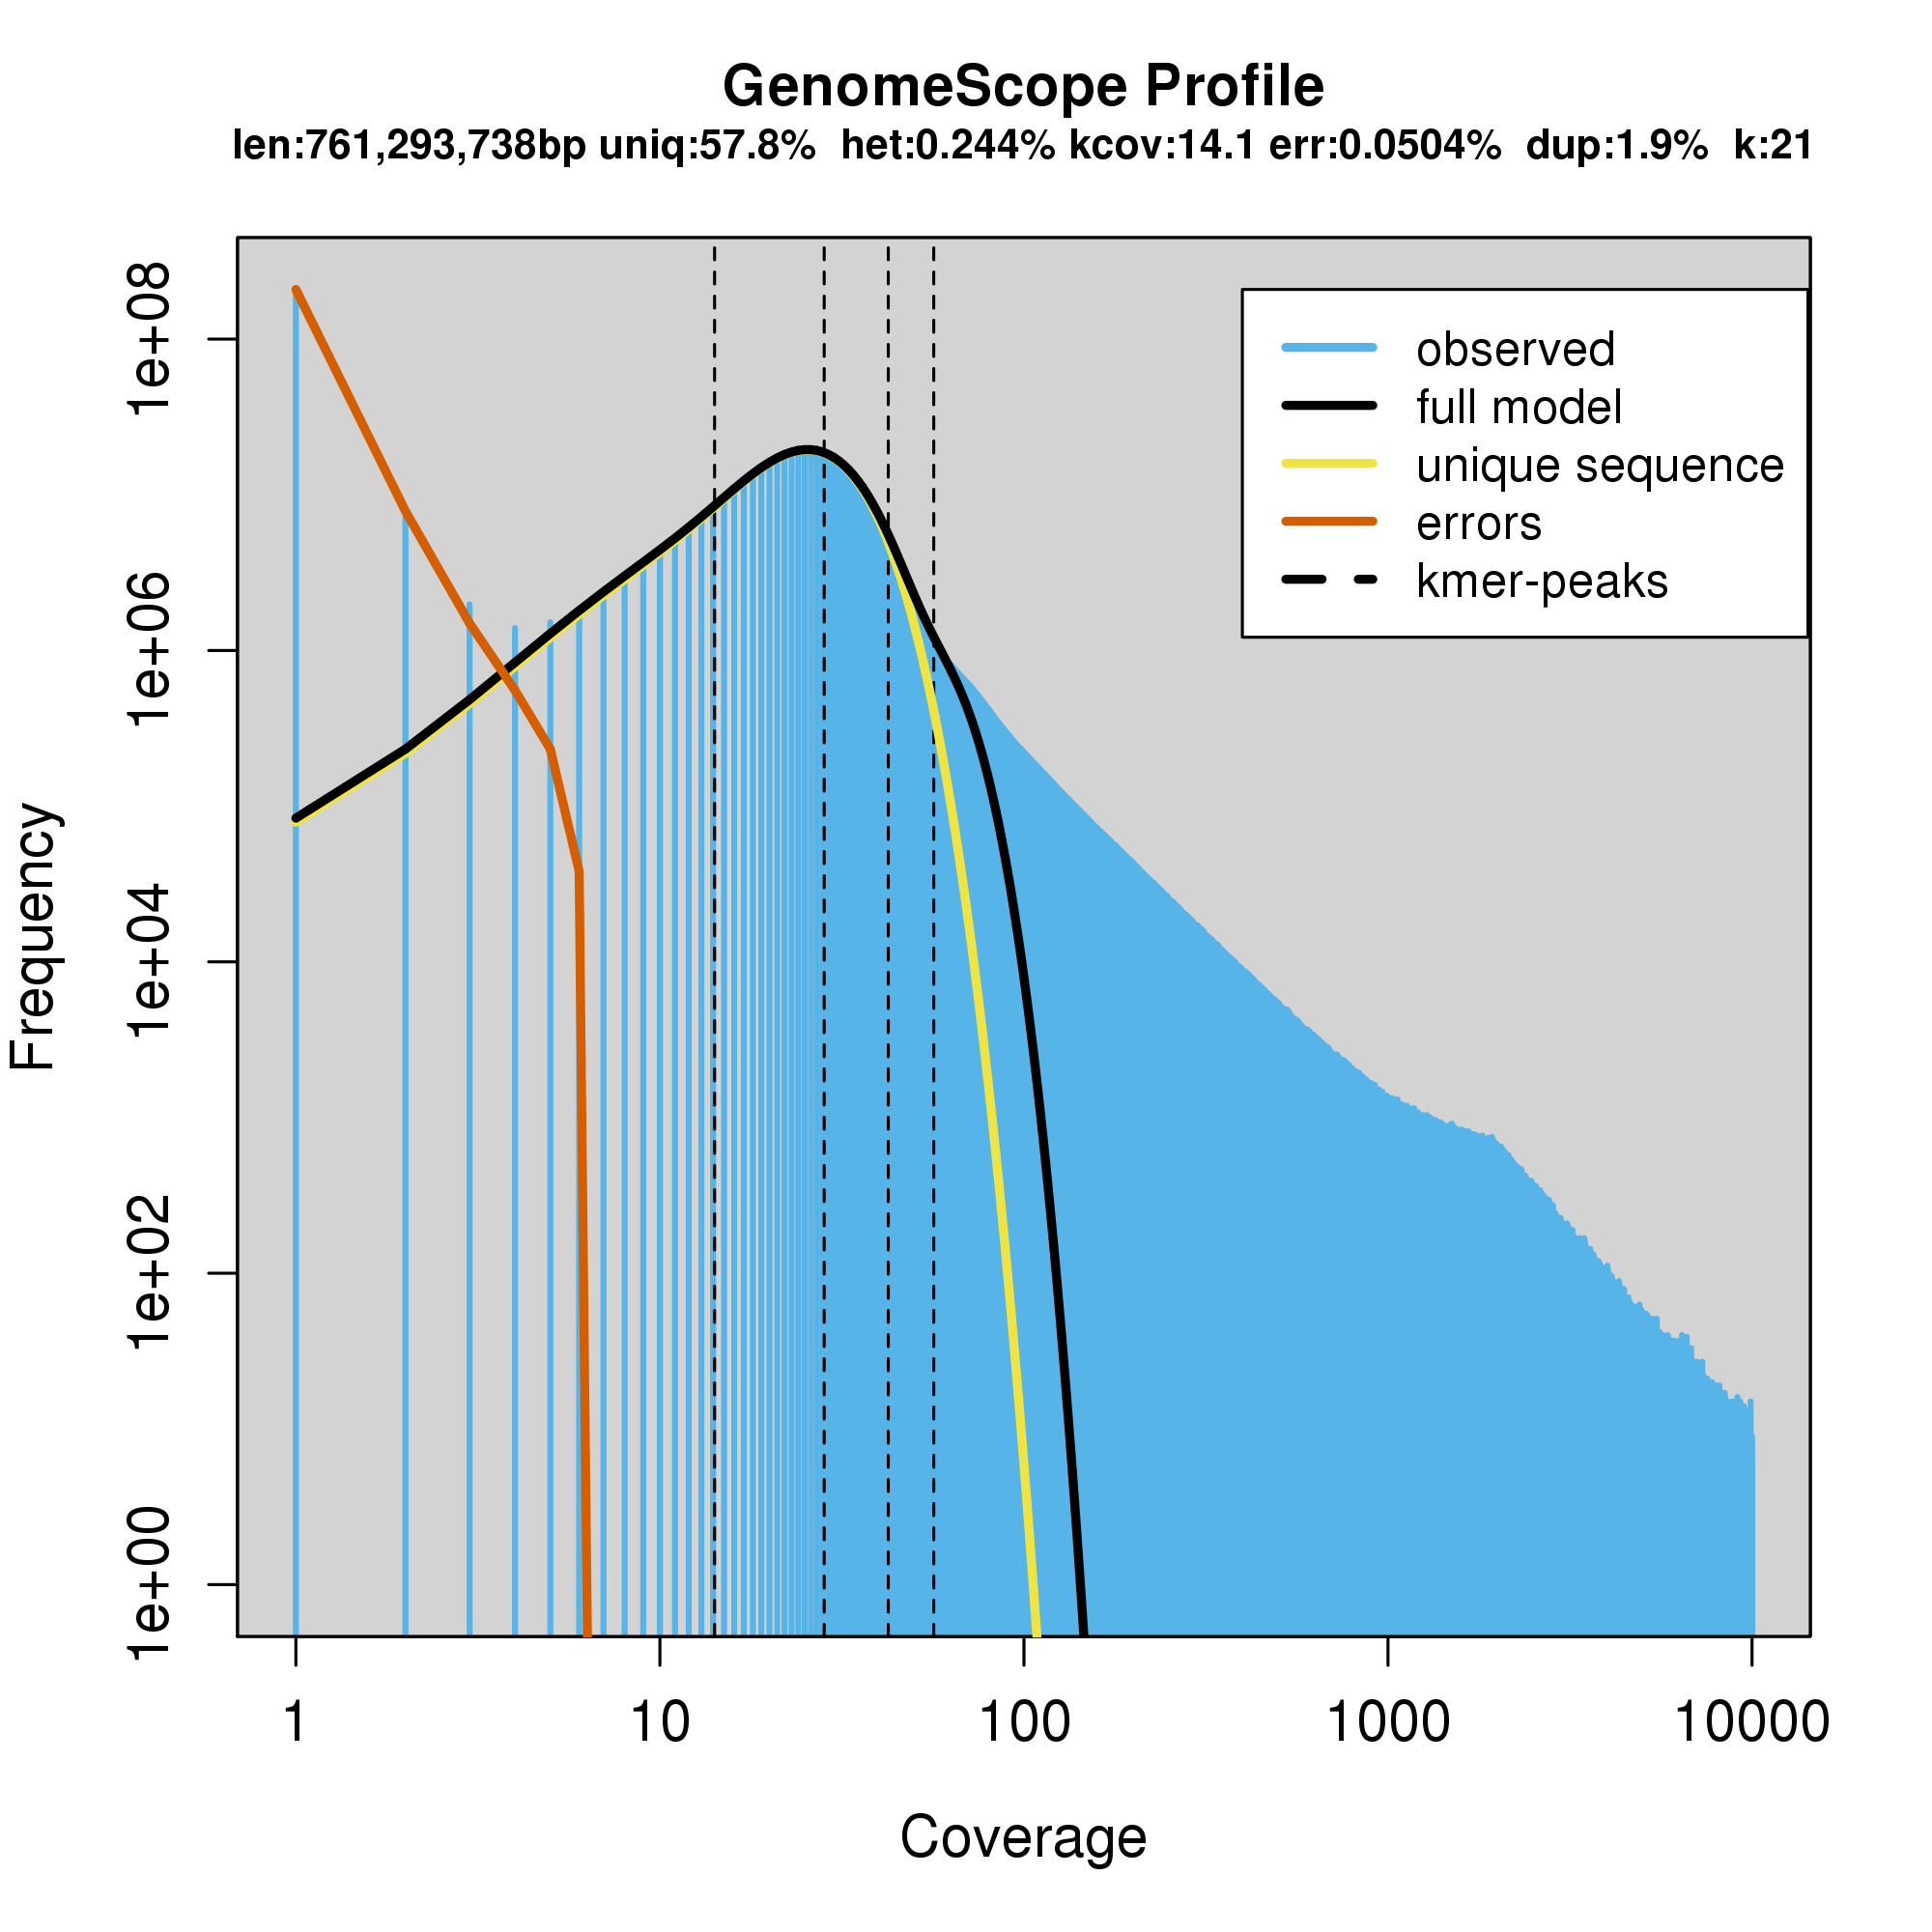 GenomeScope Profile
len:761,293,738bp uniq:57.8% het:0.244% kcov:14.1 err:0.0504% dup:1.9% k:21
observed
full model
unique sequence
errors
kmer-peaks
Frequency
1e+08
1e+06
1e+04
1e+02
1e+00
1 10 100 1000 10000
Coverage